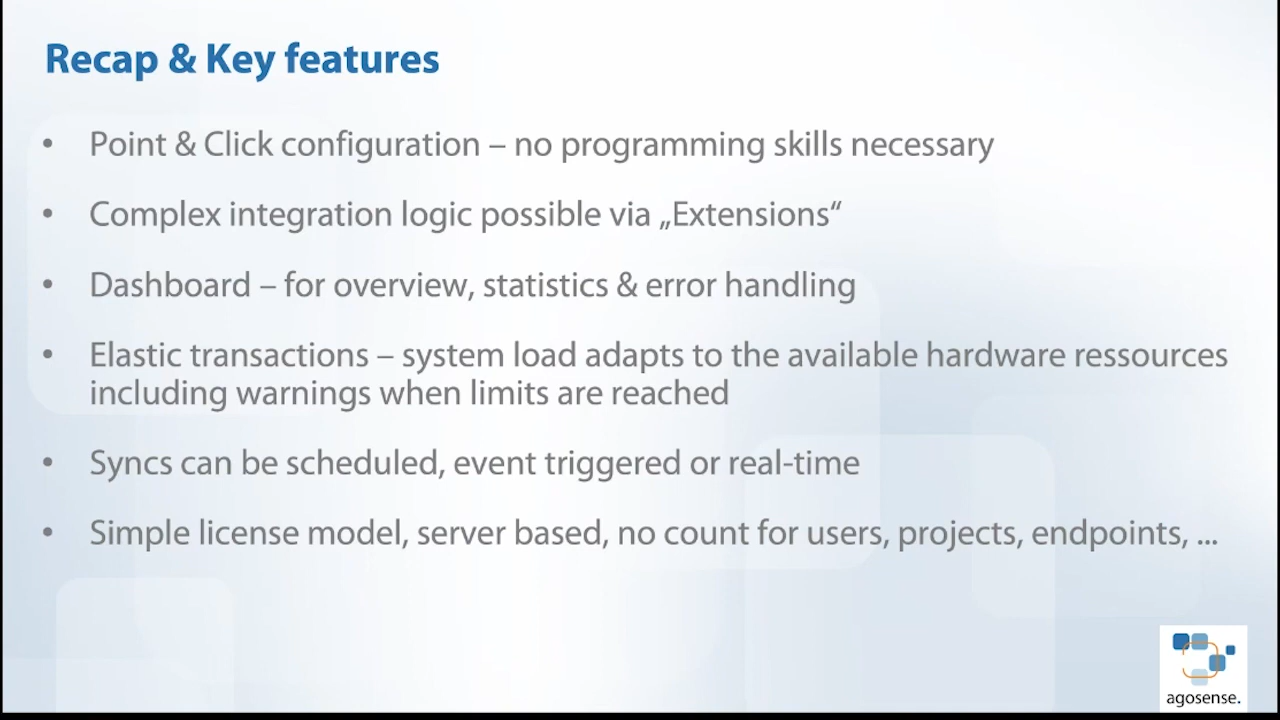 Recap & Key features
• Point & Click configuration – no programming skills necessary
• Complex integration logic possible via „Extensions“
• Dashboard – for overview, statistics & error handling
• Elastic transactions – system load adapts to the available hardware ressources
including warnings when limits are reached
• Syncs can be scheduled, event triggered or real-time
• Simple license model, server based, no count for users, projects, endpoints, ...
agosense.